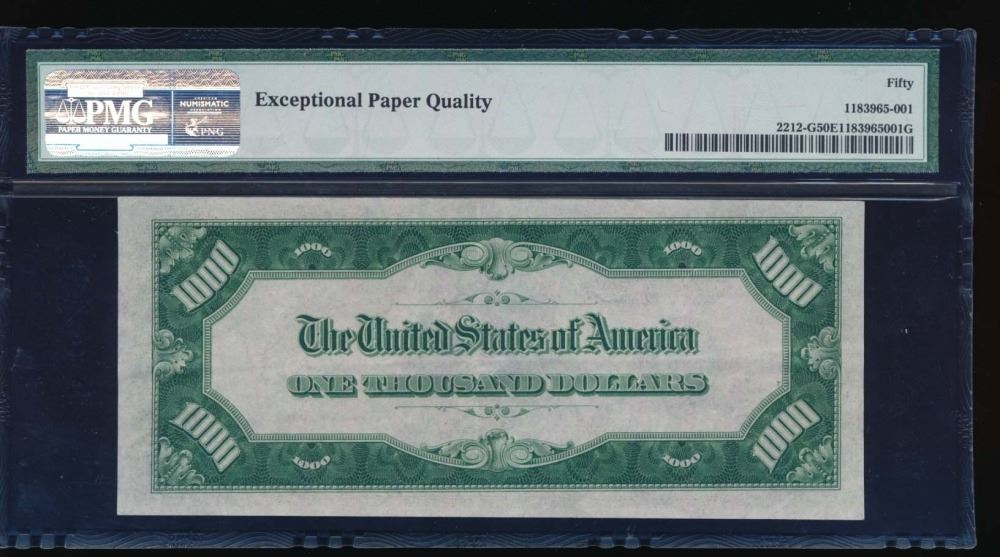 PMG
PAPER MONEY GUARANTY
NUMISMATIC
PNG
Exceptional Paper Quality
Fifty
1183965-001
2212-G50E1183965001G
1000
1000
1000
1000
The United States of America
ONE THOUSAND DOLLARS
1000
1000
1000
1000